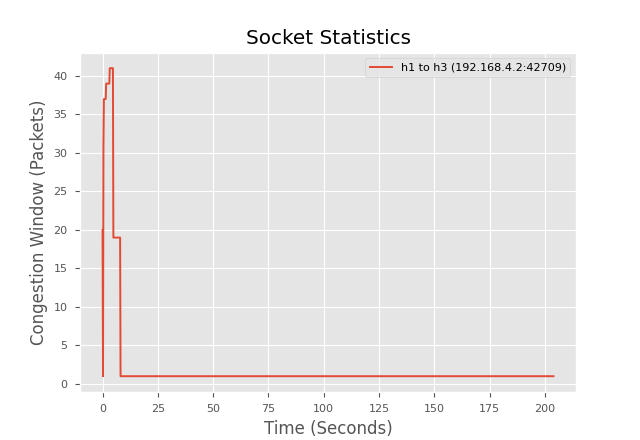 Socket Statistics
h1 to h3 (192.168.4.2:42709)
Congestion Window (Packets)
40
35
30
25
20
15
10
5
0
0 25 50 75 100 125 150 175 200
Time (Seconds)